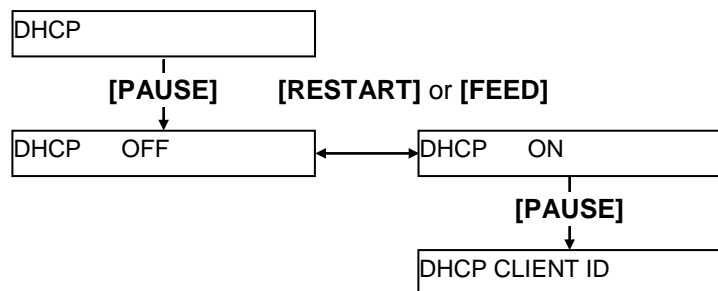 DHCP
[PAUSE] [RESTART] or [FEED]
DHCP OFF DHCP ON
[PAUSE]
DHCP CLIENT ID